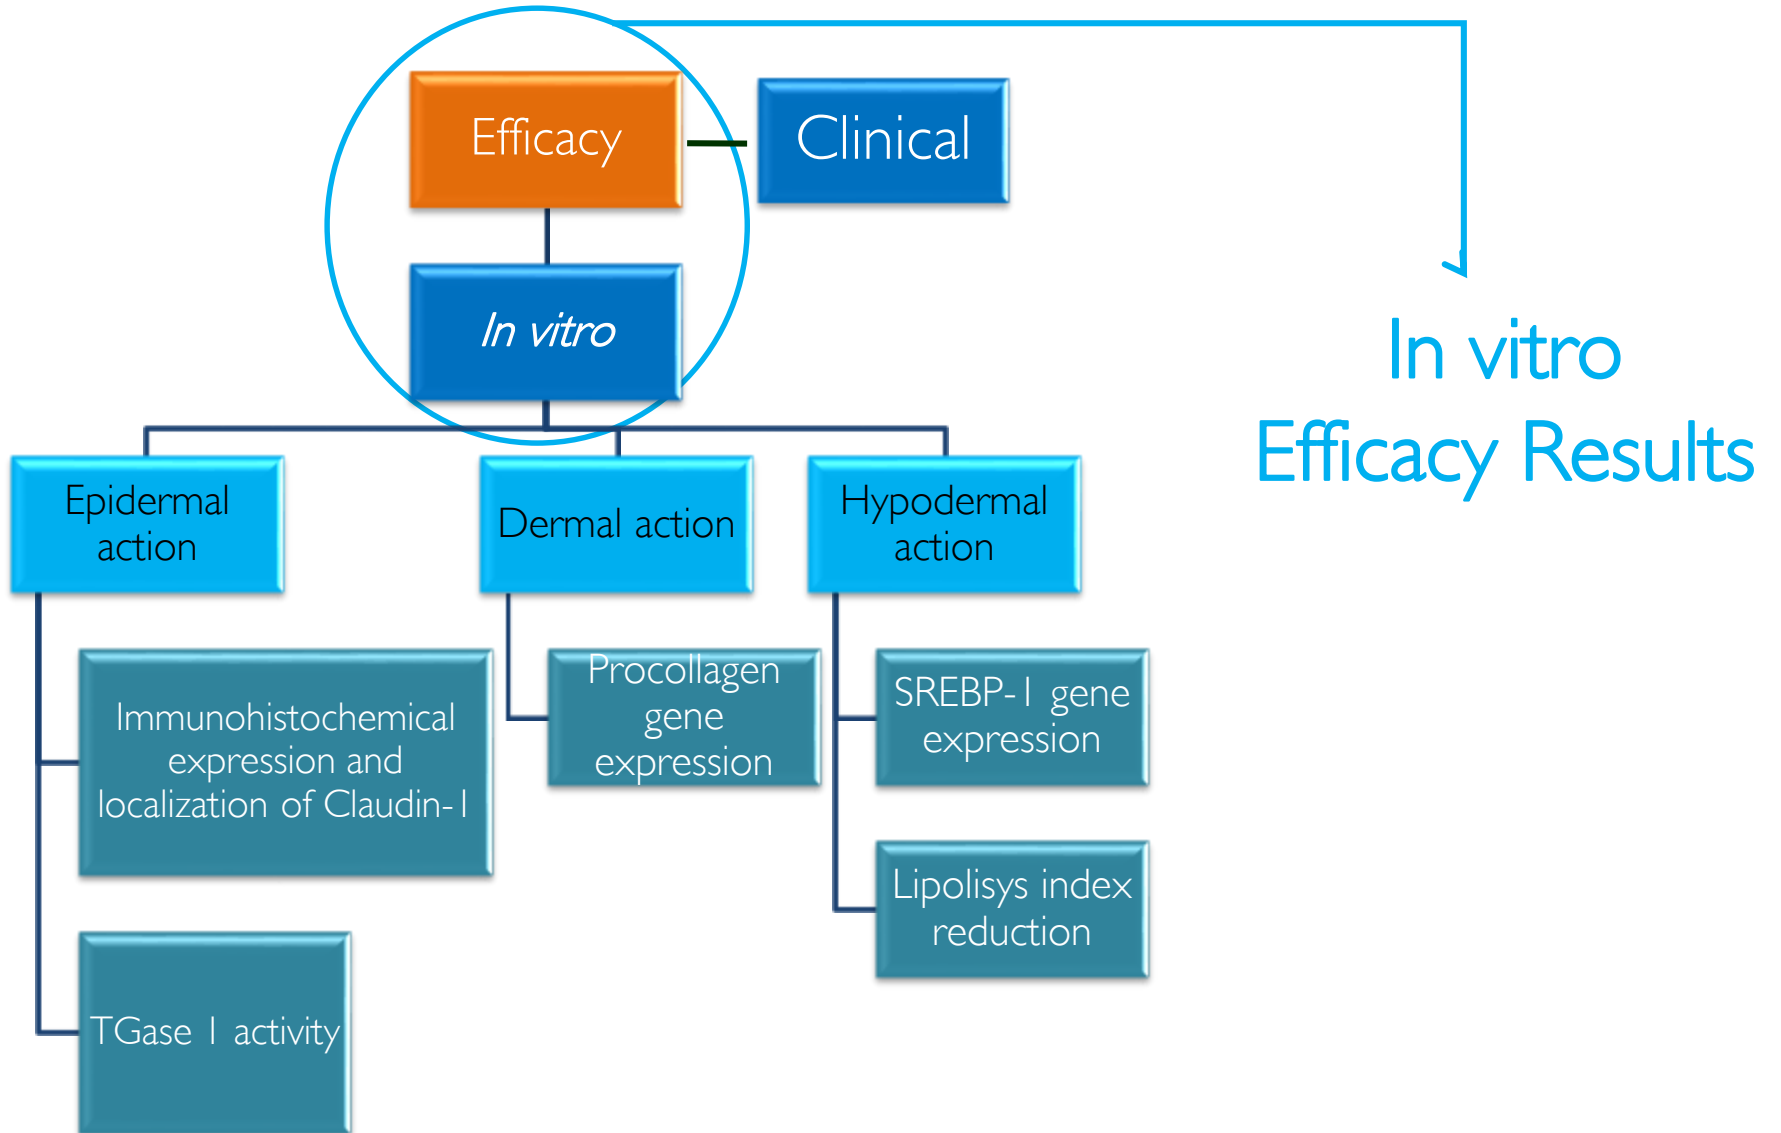 Efficacy
Clinical
In vitro
In vitro
Efficacy Results
Epidermal
action
Dermal action
Hypodermal
action
Immunohistochemical
expression and
localization of Claudin-1
Procollagen
gene
expression
SREBP-1 gene
expression
Lipolisys index
reduction
TGase 1 activity